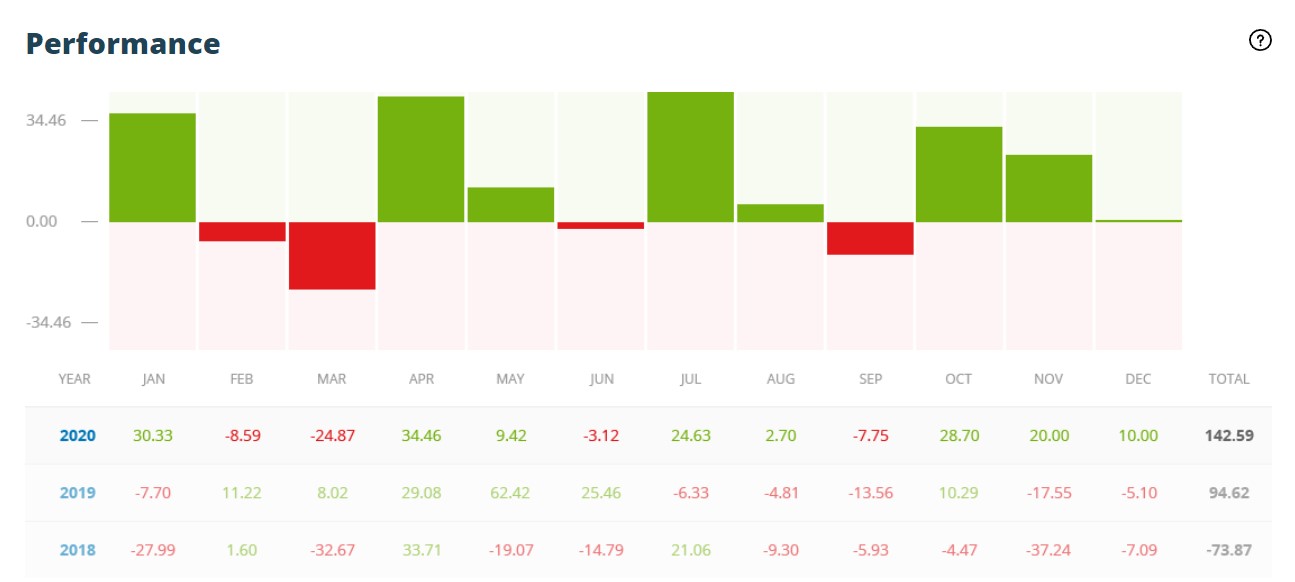 Performance
?
34.46
0.00
-34.46
YEAR JAN FEB MAR APR MAY JUN JUL AUG SEP OCT NOV DEC TOTAL
2020 30.33 -8.59 -24.87 34.46 9.42 -3.12 24.63 2.70 -7.75 28.70 20.00 10.00 142.59
2019 -7.70 11.22 8.02 29.08 62.42 25.46 -6.33 -4.81 -13.56 10.29 -17.55 -5.10 94.62
2018 -27.99 1.60 -32.67 33.71 -19.07 -14.79 21.06 -9.30 -5.93 -4.47 -37.24 -7.09 -73.87